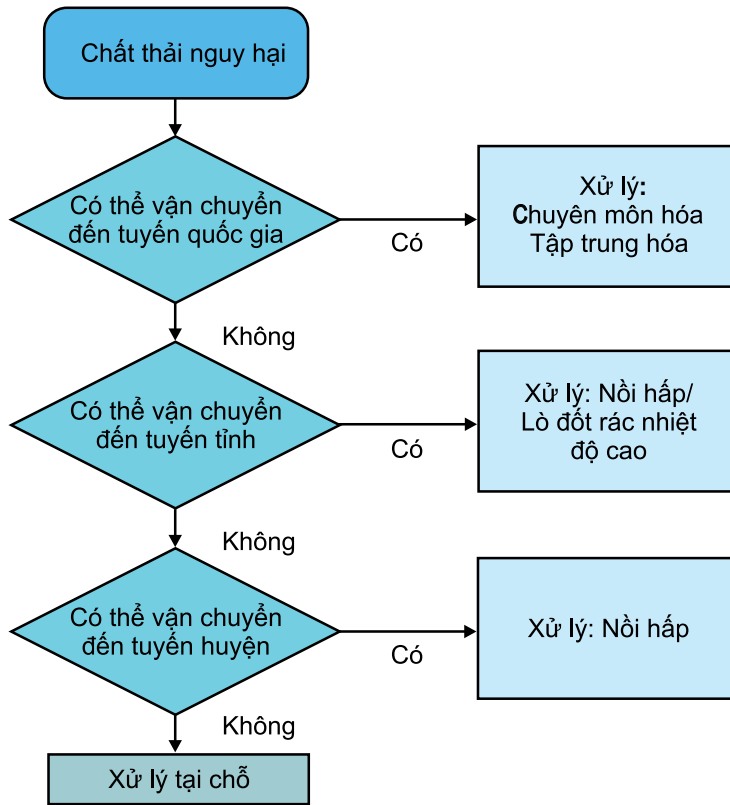 Chất thải nguy hại
Có thể vận chuyển
đến tuyến quốc gia
Có
Xử lý:
Chuyên môn hóa
Tập trung hóa
Không
Có thể vận chuyển
đến tuyến tỉnh
Có
Xử lý: Nồi hấp/
Lò đốt rác nhiệt
độ cao
Không
Có thể vận chuyển
đến tuyến huyện
Có
Xử lý: Nồi hấp
Không
Xử lý tại chỗ